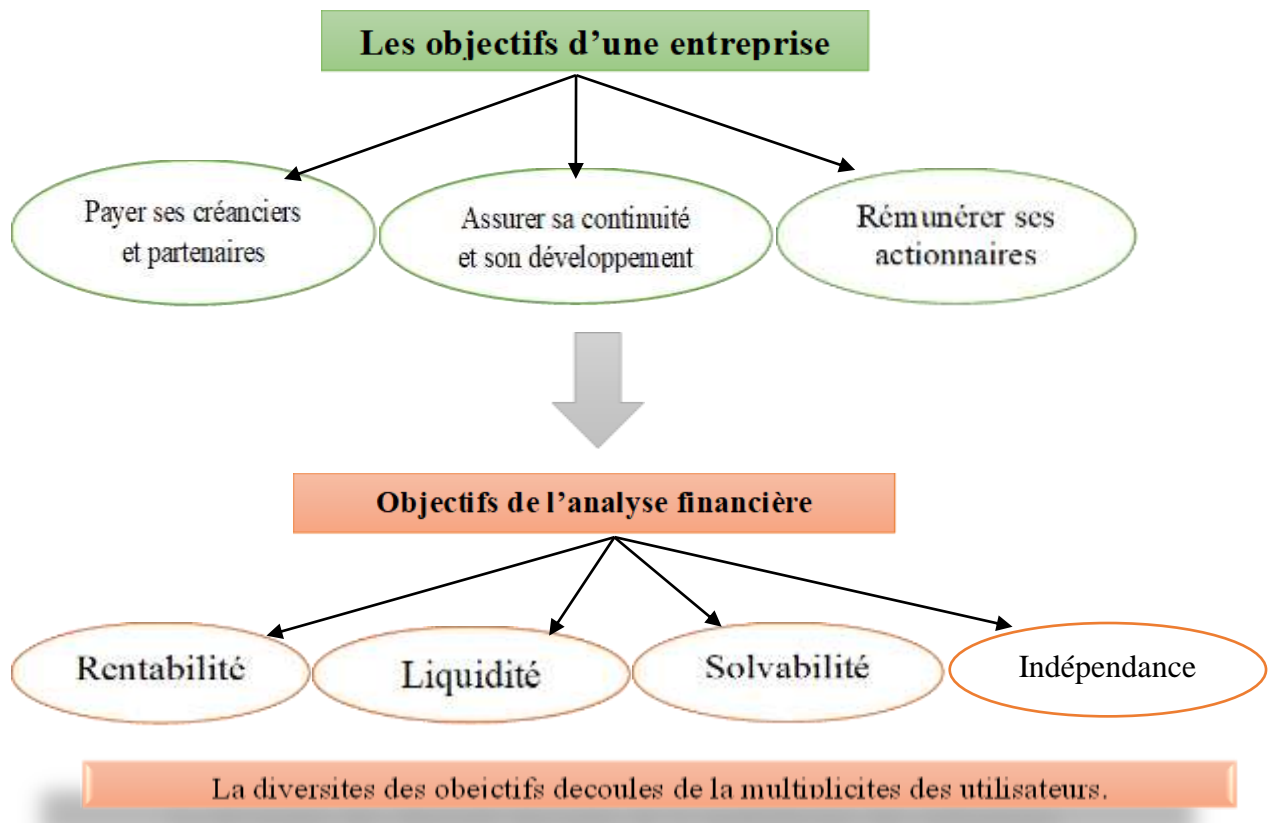 Les objectifs d'une entreprise
Payer ses créanciers
et partenaires
Assurer sa continuité
et son développement
Rémunérer ses
actionnaires
Objectifs de l'analyse financière
Rentabilité
Liquidité
Solvabilité
Indépendance
La diversites des obejctifs decoules de la multiplicites des utilisateurs.